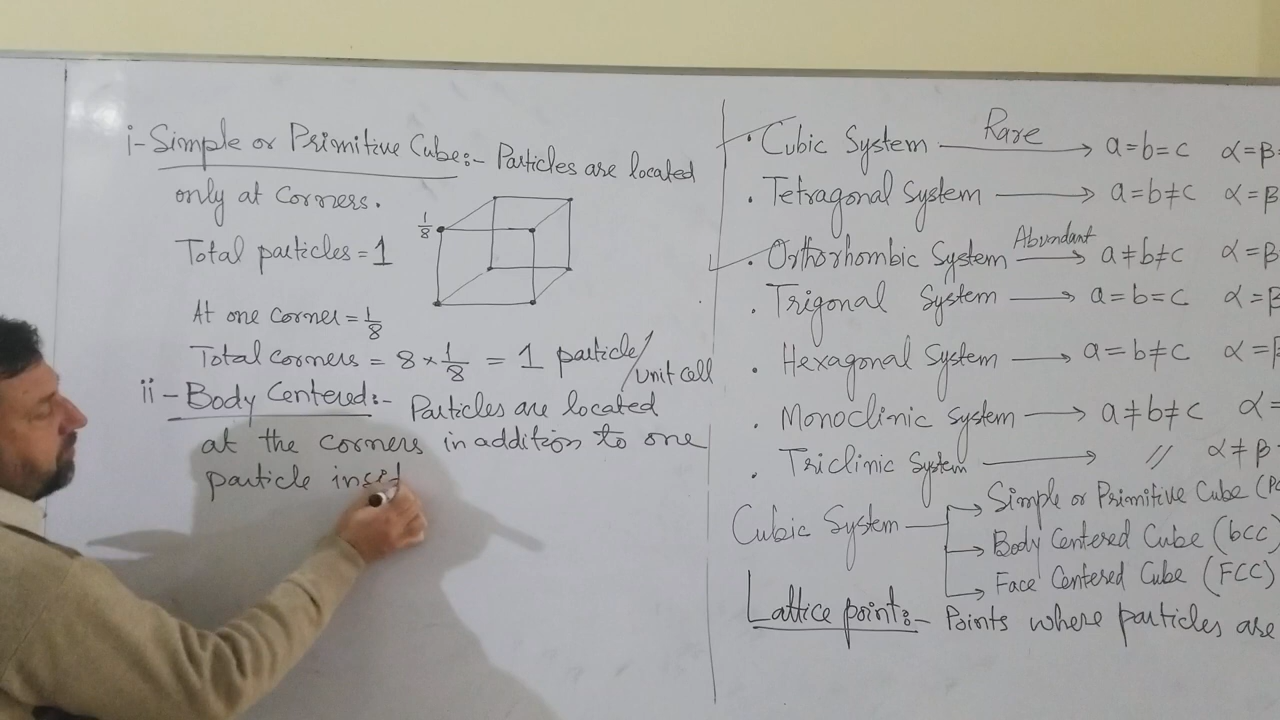 i- Simple or Primitive Cube:- Particles are located
only at corners.
1/8
Total particles = 1
At one corner = 1/8
Total corners = 8 × 1/8 = 1 particle/unit cell
ii - Body Centered:- Particles are located
at the corners in addition to one
particle insid
· Cubic System —Rare→ a=b=c α=β
· Tetragonal System ⟶ a=b≠c α=β
· Orthorhombic System —Abundant→ a≠b≠c α=β
· Trigonal System ⟶ a=b=c α=β
· Hexagonal System ⟶ a=b≠c α=β
· Monoclinic System ⟶ a≠b≠c α=
· Triclinic System ⟶ // α≠β
Cubic System → Simple or Primitive Cube (
→ Body Centered Cube (bCC)
→ Face Centered Cube (FCC)
Lattice point:- Points where particles are